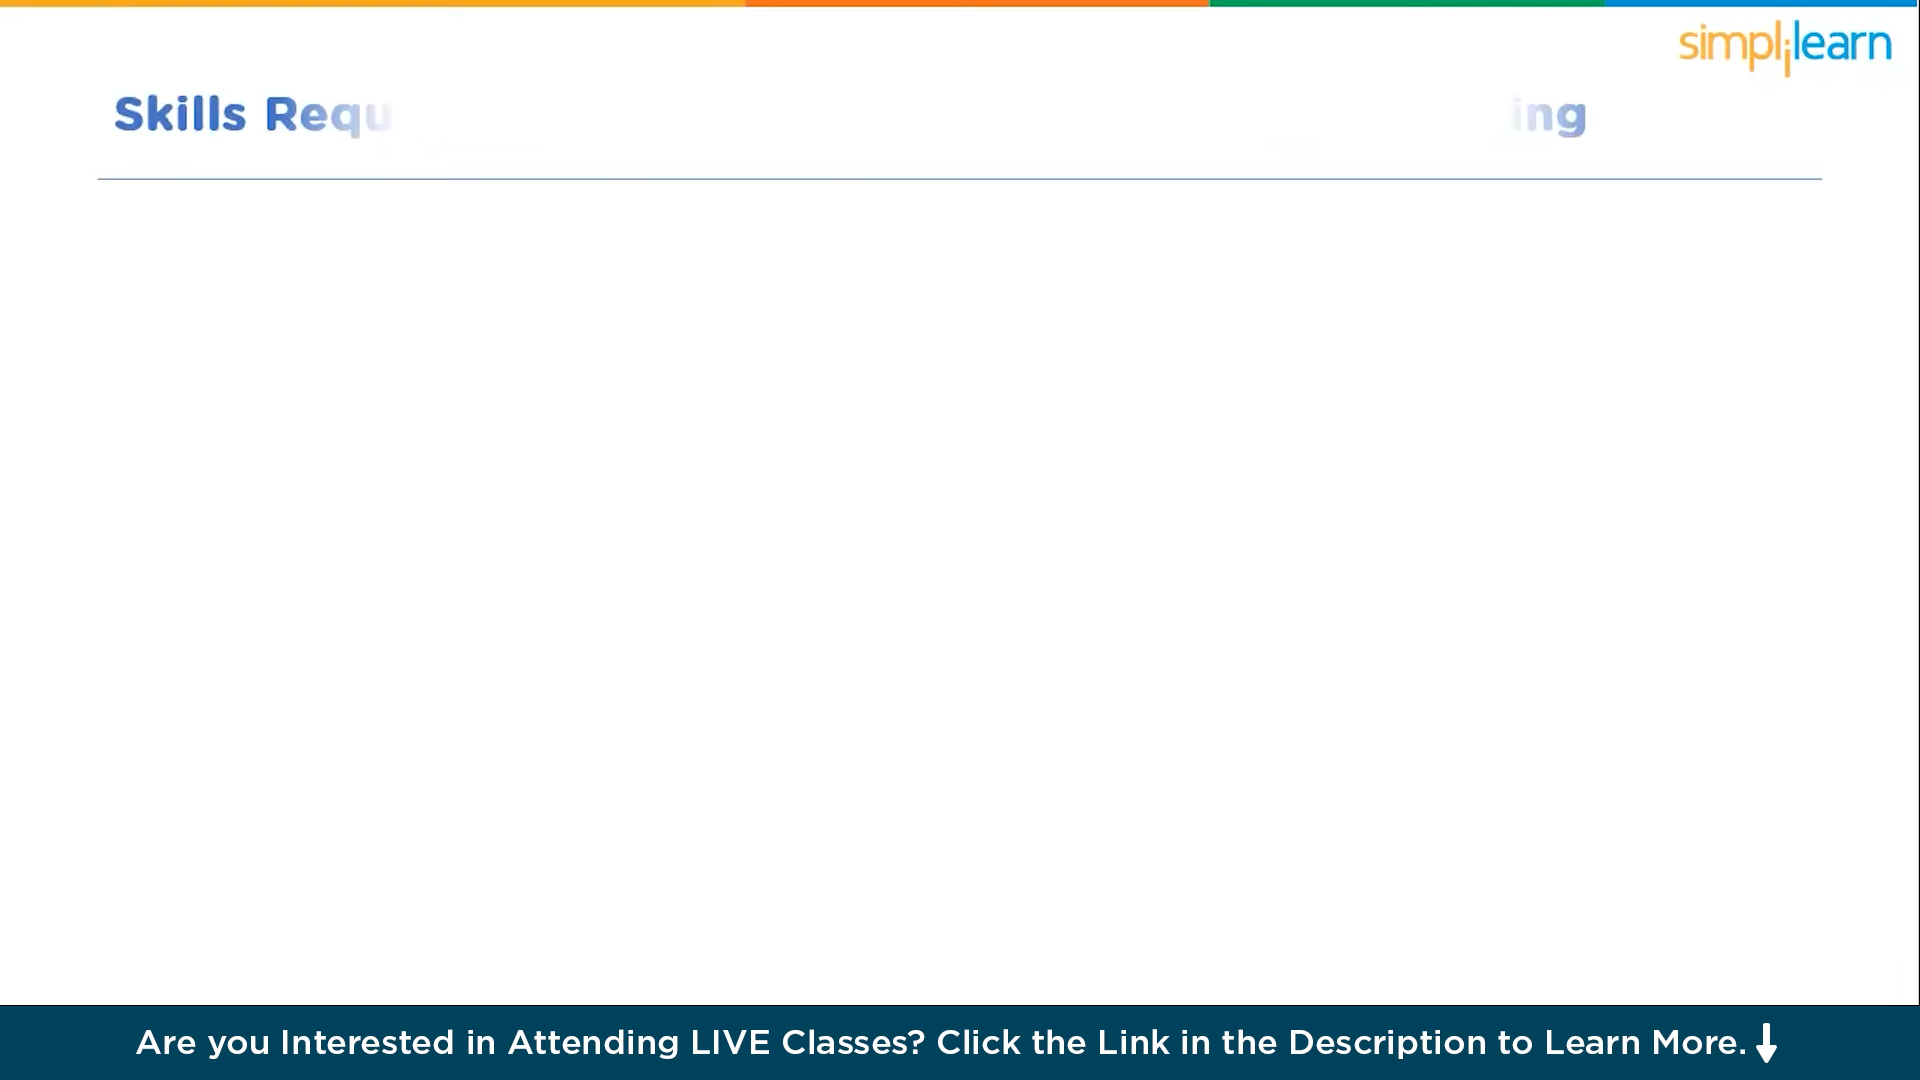 simplilearn
Skills Requ ing
Are you Interested in Attending LIVE Classes? Click the Link in the Description to Learn More.